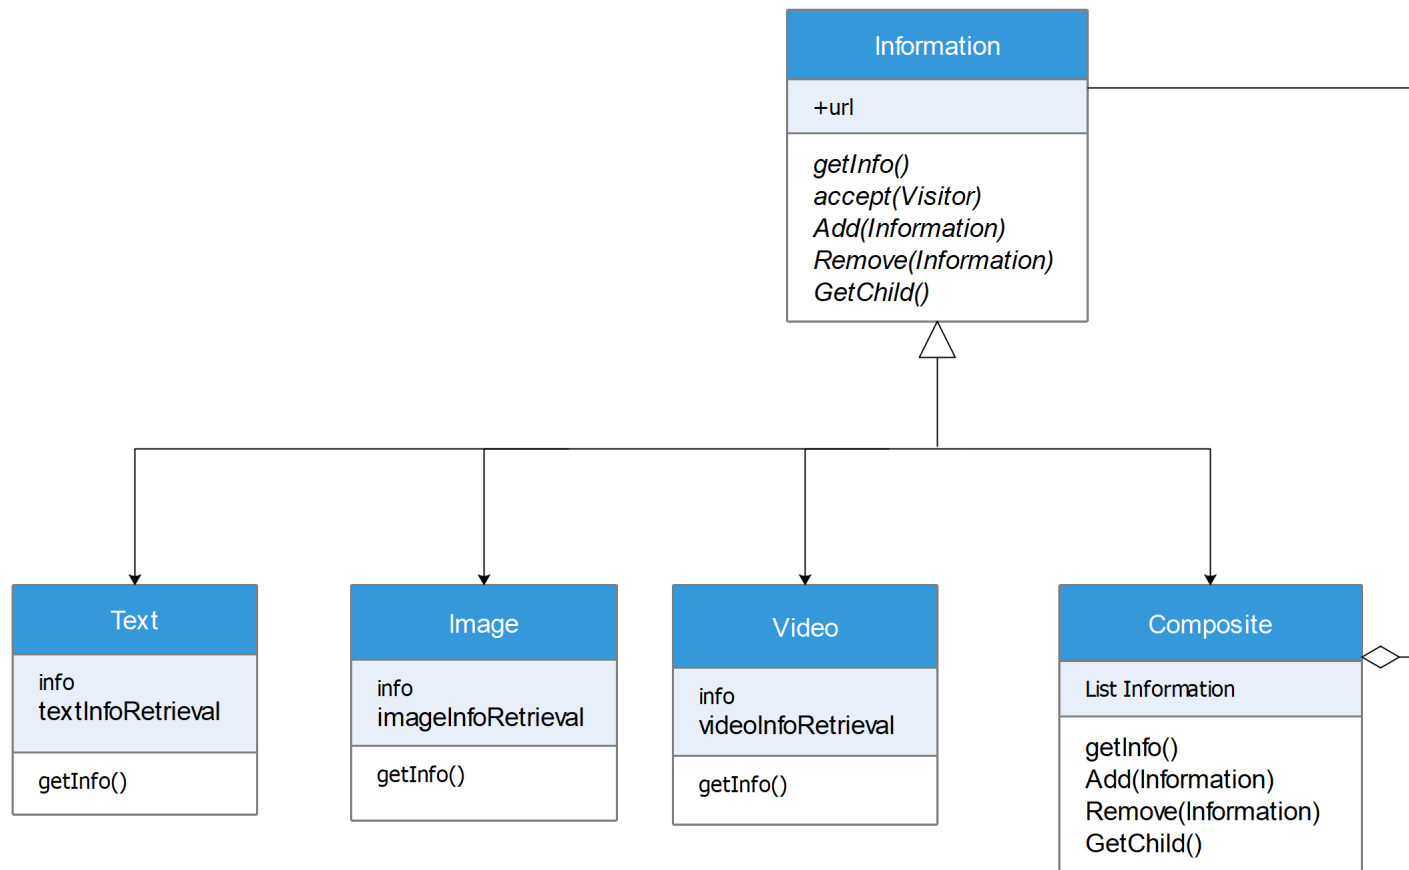 Information
+url
getInfo()
accept(Visitor)
Add(Information)
Remove(Information)
GetChild()
Text
info
textInfoRetrieval
getInfo()
Image
info
imageInfoRetrieval
getInfo()
Video
info
videoInfoRetrieval
getInfo()
Composite
List Information
getInfo()
Add(Information)
Remove(Information)
GetChild()